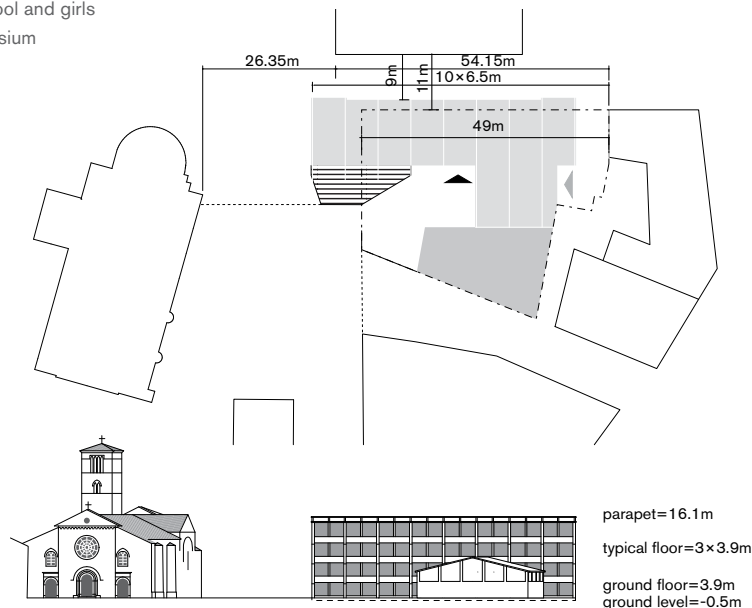 ool and girls
sium
26.35m
54.15m
9m
11m
10×6.5m
49m
parapet=16.1m
typical floor=3×3.9m
ground floor=3.9m
ground level=-0.5m